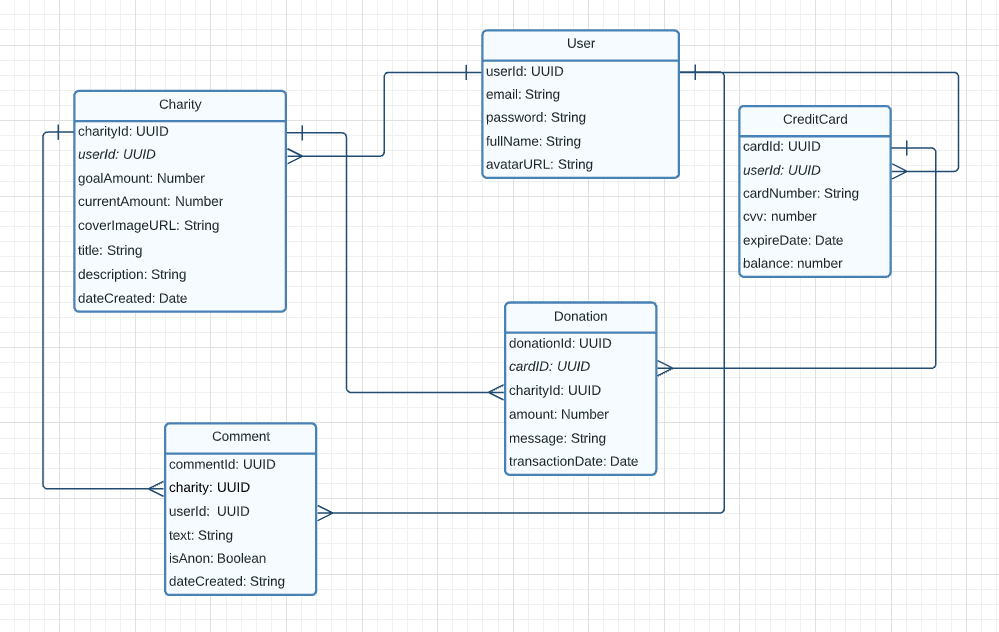 User
userId: UUID
email: String
password: String
fullName: String
avatarURL: String
Charity
charityId: UUID
userId: UUID
goalAmount: Number
currentAmount: Number
coverImageURL: String
title: String
description: String
dateCreated: Date
CreditCard
cardId: UUID
userId: UUID
cardNumber: String
cvv: number
expireDate: Date
balance: number
Donation
donationId: UUID
cardID: UUID
charityId: UUID
amount: Number
message: String
transactionDate: Date
Comment
commentId: UUID
charity: UUID
userId: UUID
text: String
isAnon: Boolean
dateCreated: String